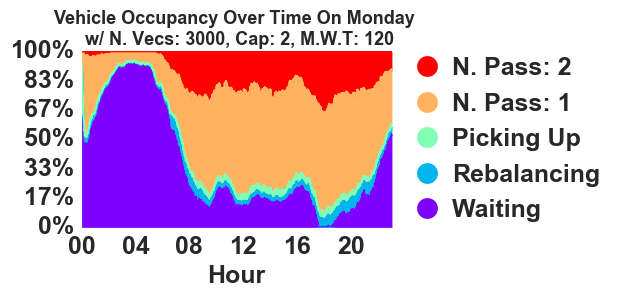 Vehicle Occupancy Over Time On Monday
w/ N. Vecs: 3000, Cap: 2, M.W.T: 120
100%
83%
67%
50%
33%
17%
0%
00 04 08 12 16 20
Hour
N. Pass: 2
N. Pass: 1
Picking Up
Rebalancing
Waiting